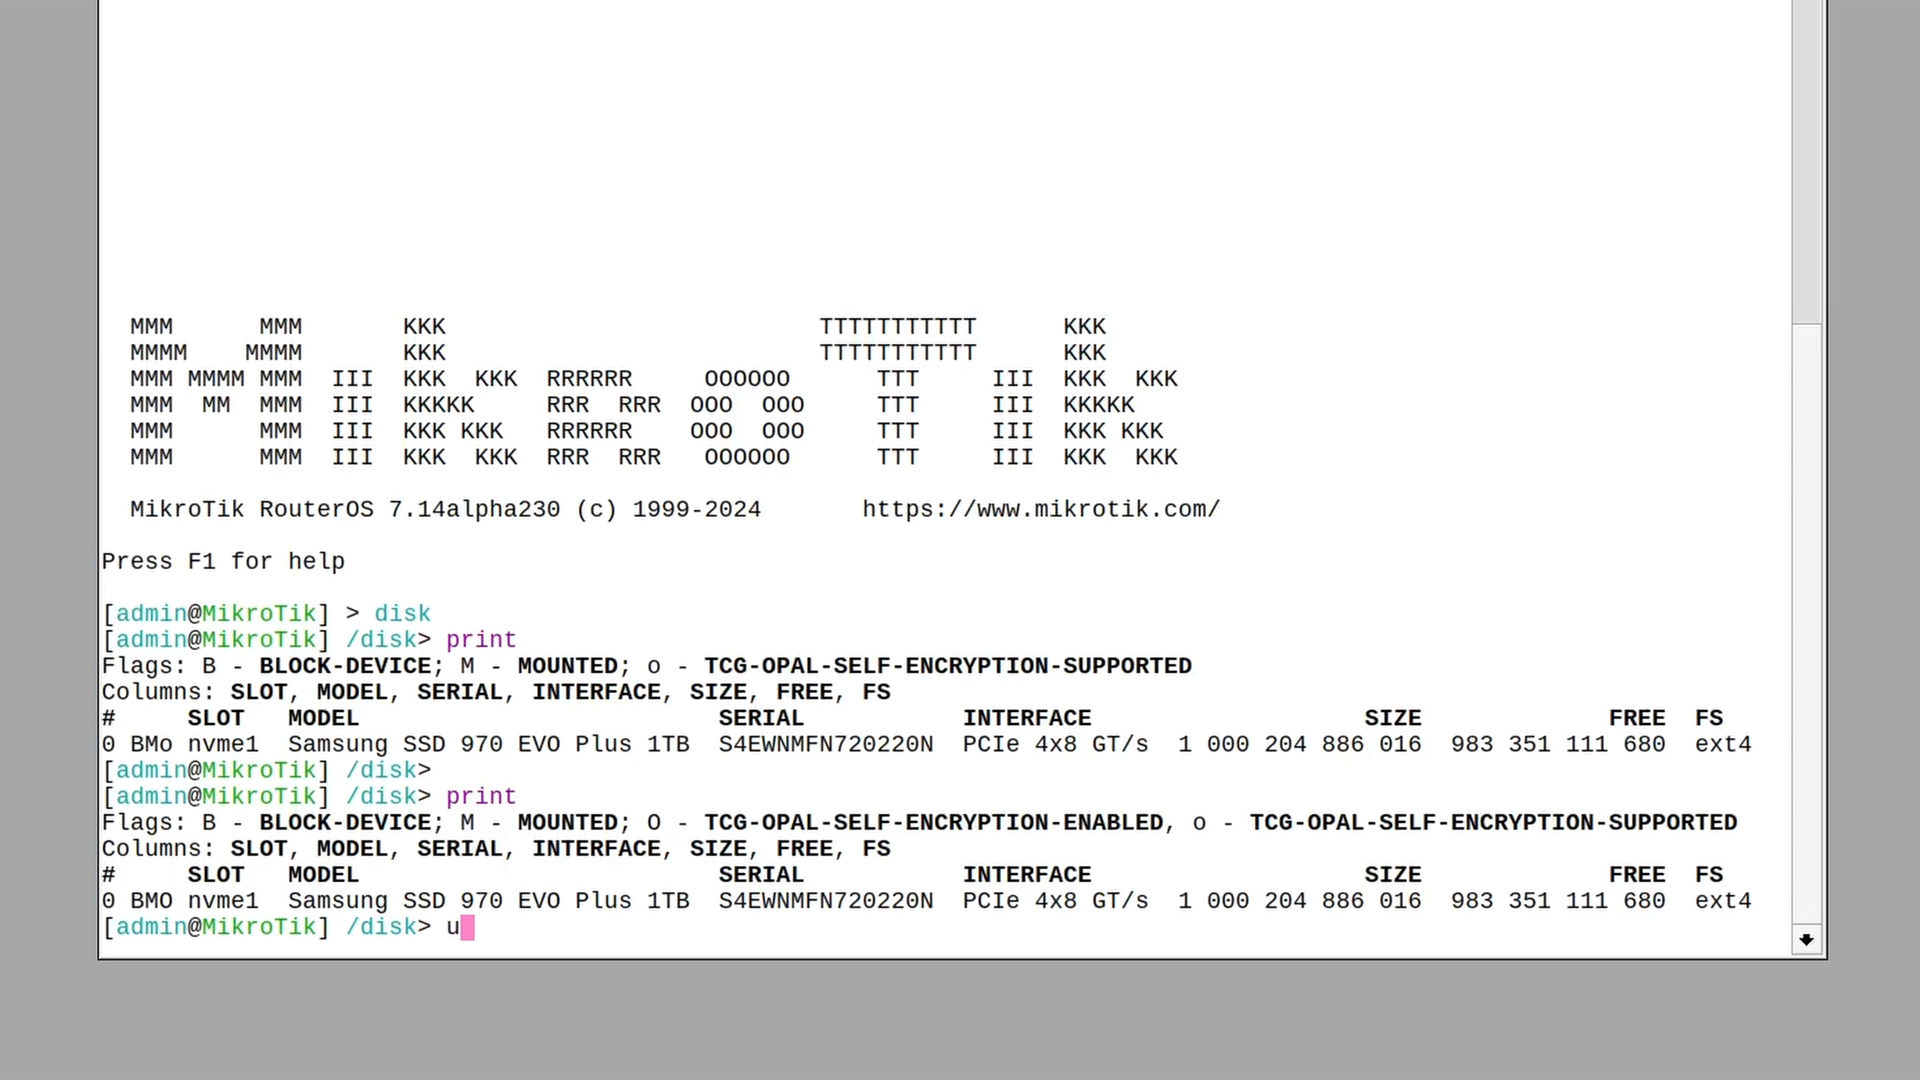 MMM      MMM       KKK                          TTTTTTTTTTT      KKK
  MMMM    MMMM       KKK                          TTTTTTTTTTT      KKK
  MMM MMMM MMM  III  KKK  KKK  RRRRRR     OOOOOO      TTT     III  KKK  KKK
  MMM  MM  MMM  III  KKKKK     RRR  RRR  OOO  OOO     TTT     III  KKKKK
  MMM      MMM  III  KKK KKK   RRRRRR    OOO  OOO     TTT     III  KKK KKK
  MMM      MMM  III  KKK  KKK  RRR  RRR   OOOOOO      TTT     III  KKK  KKK
  MikroTik RouterOS 7.14alpha230 (c) 1999-2024       https://www.mikrotik.com/
Press F1 for help
[admin@MikroTik] > disk
[admin@MikroTik] /disk> print
Flags: B - BLOCK-DEVICE; M - MOUNTED; o - TCG-OPAL-SELF-ENCRYPTION-SUPPORTED
Columns: SLOT, MODEL, SERIAL, INTERFACE, SIZE, FREE, FS
#     SLOT   MODEL                         SERIAL           INTERFACE                   SIZE             FREE  FS
0 BMo nvme1  Samsung SSD 970 EVO Plus 1TB  S4EWNMFN720220N  PCIe 4x8 GT/s  1 000 204 886 016  983 351 111 680  ext4
[admin@MikroTik] /disk>
[admin@MikroTik] /disk> print
Flags: B - BLOCK-DEVICE; M - MOUNTED; O - TCG-OPAL-SELF-ENCRYPTION-ENABLED, o - TCG-OPAL-SELF-ENCRYPTION-SUPPORTED
Columns: SLOT, MODEL, SERIAL, INTERFACE, SIZE, FREE, FS
#     SLOT   MODEL                         SERIAL           INTERFACE                   SIZE             FREE  FS
0 BMO nvme1  Samsung SSD 970 EVO Plus 1TB  S4EWNMFN720220N  PCIe 4x8 GT/s  1 000 204 886 016  983 351 111 680  ext4
[admin@MikroTik] /disk> u